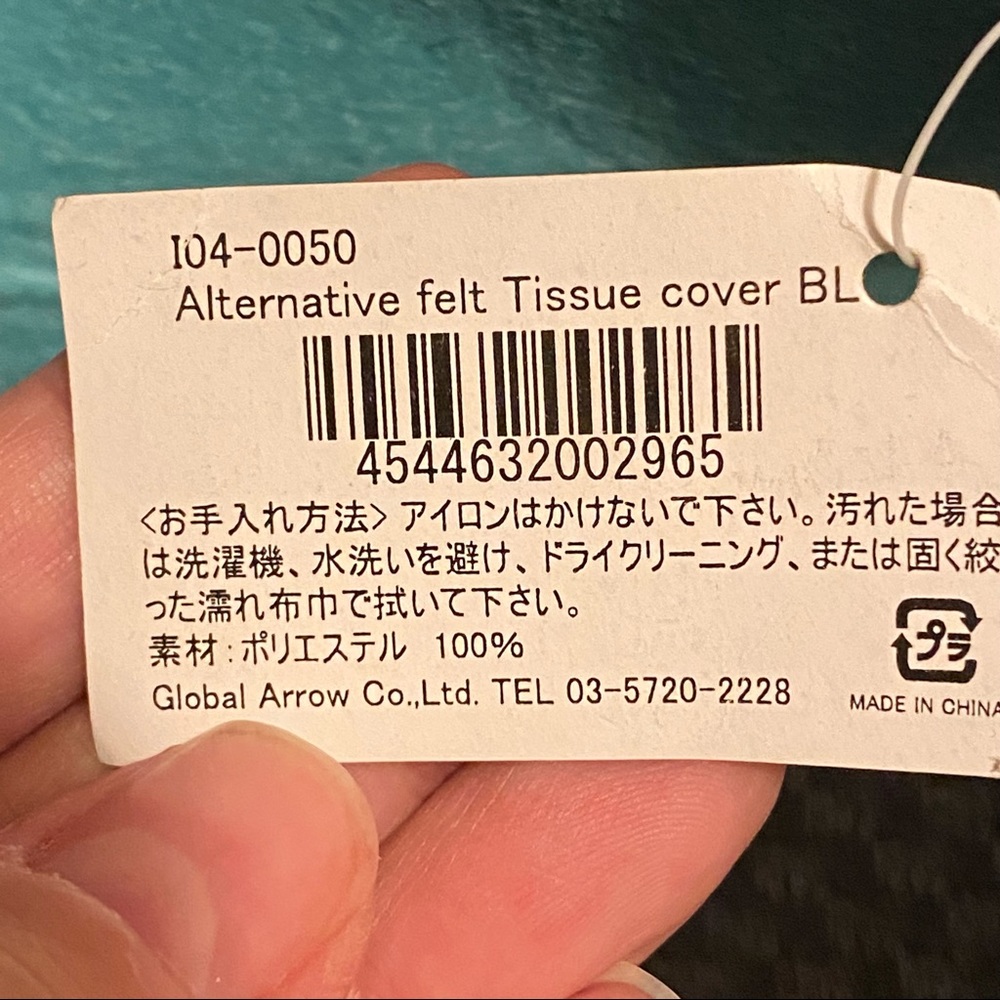 I04-0050
Alternative felt Tissue cover BL
4544632002965
<お手入れ方法> アイロンはかけないで下さい。汚れた場合
は洗濯機、水洗いを避け、ドライクリーニング、または固く絞
った濡れ布巾で拭いて下さい。
素材:ポリエステル 100%
プラ
Global Arrow Co.,Ltd. TEL 03-5720-2228
MADE IN CHINA